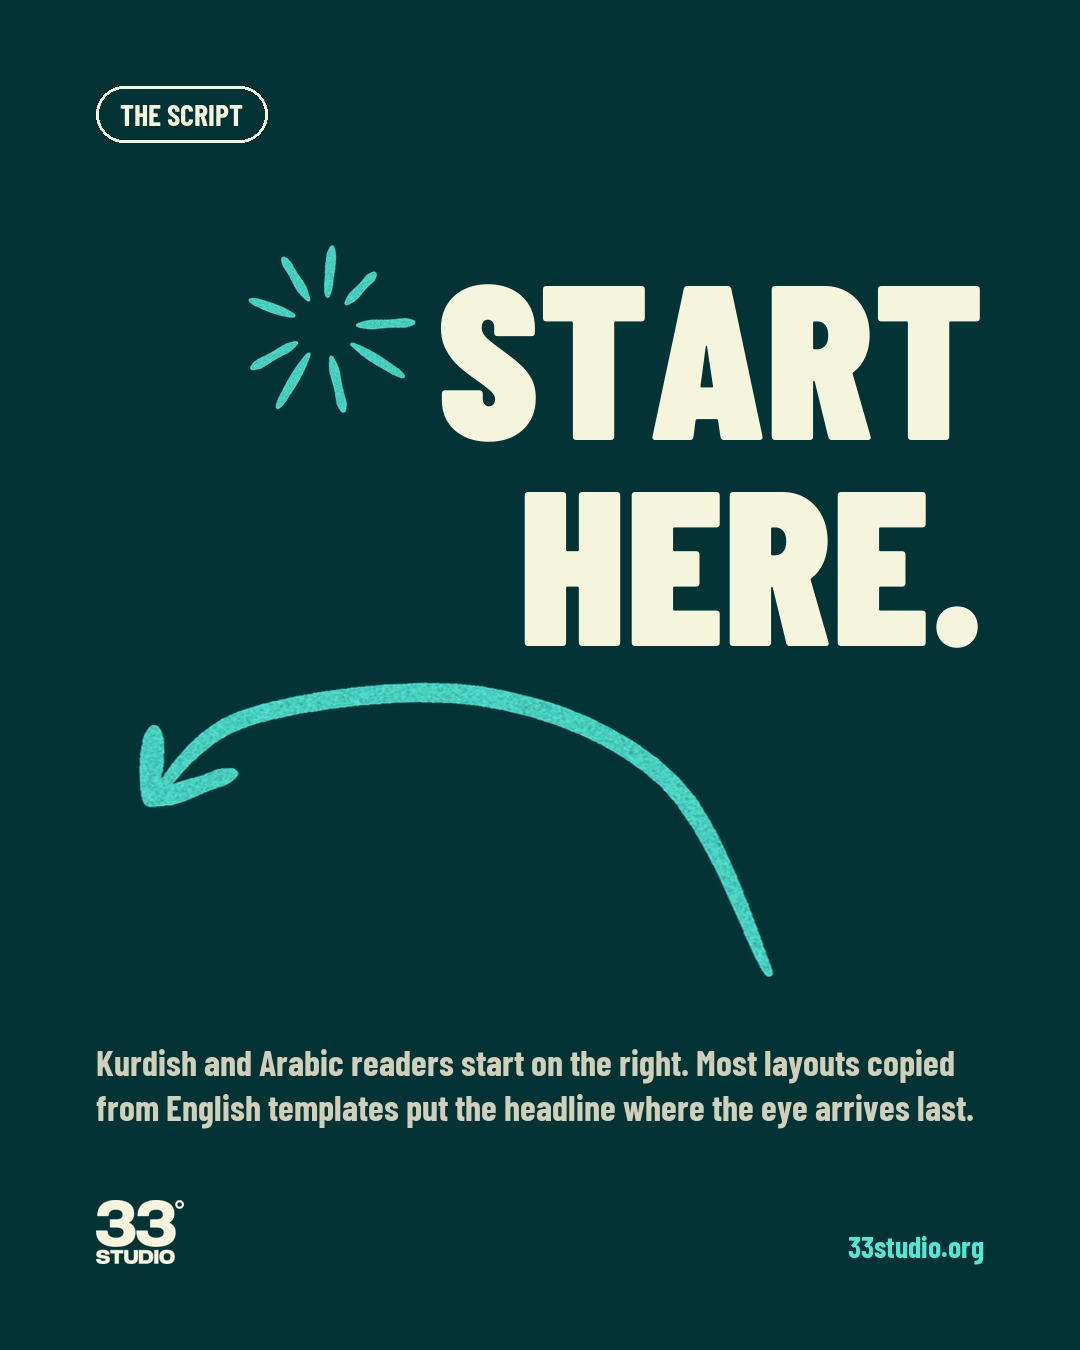 THE SCRIPT
START
HERE.
Kurdish and Arabic readers start on the right. Most layouts copied
from English templates put the headline where the eye arrives last.
33°
STUDIO
33studio.org